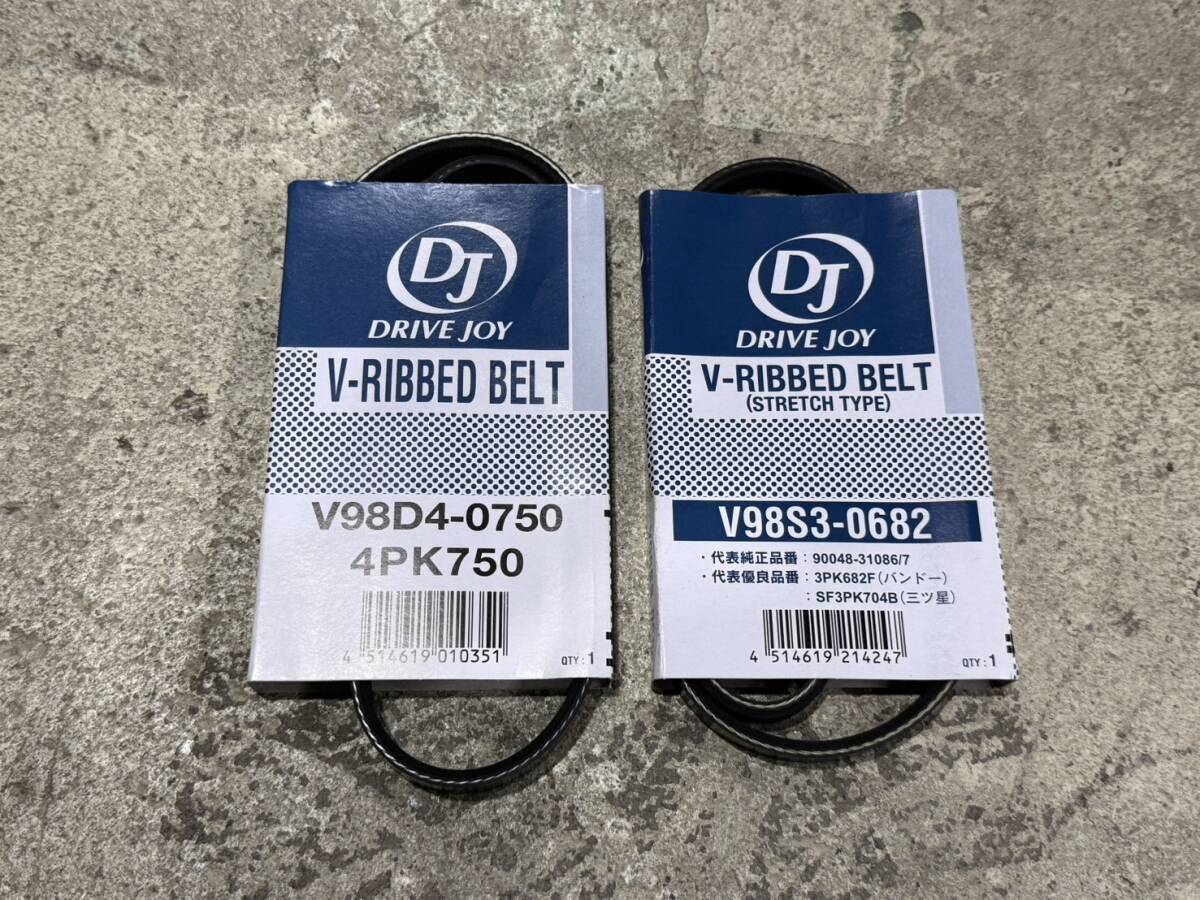 DJ
DRIVE JOY
V-RIBBED BELT
V98D4-0750
4PK750
4 514619 010351
QTY : 1
DJ
DRIVE JOY
V-RIBBED BELT
(STRETCH TYPE)
V98S3-0682
・代表純正品番：90048-31086/7
・代表優良品番：3PK682F（バンドー）
：SF3PK704B（三ツ星）
4 514619 214247
QTY : 1